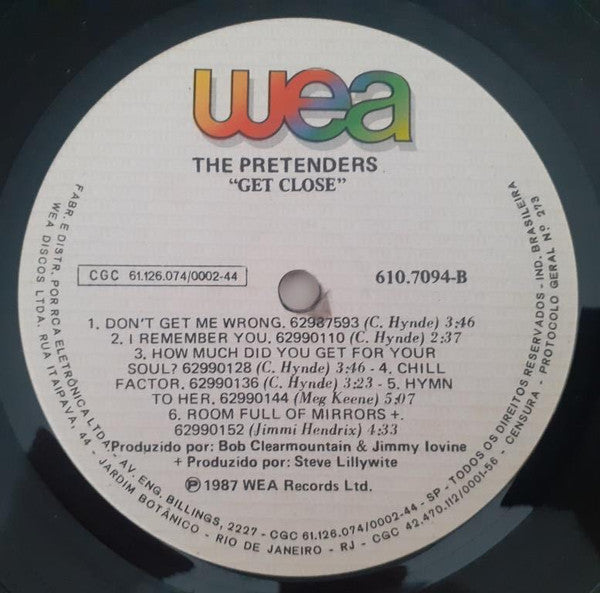 wea
THE PRETENDERS
"GET CLOSE"
CGC 61.126.074/0002-44
610.7094-B
1. DON'T GET ME WRONG. 62987593 (C. Hynde) 3:46
2. I REMEMBER YOU. 62990110 (C. Hynde) 2:37
3. HOW MUCH DID YOU GET FOR YOUR
SOUL? 62990128 (C. Hynde) 3:46 - 4. CHILL
FACTOR. 62990136 (C. Hynde) 3:23 - 5. HYMN
TO HER. 62990144 (Meg Keene) 5:07
6. ROOM FULL OF MIRRORS +.
62990152 (Jimmi Hendrix) 4:33
Produzido por: Bob Clearmountain & Jimmy Iovine
+ Produzido por: Steve Lillywite
℗ 1987 WEA Records Ltd.
FABR. E DISTR. POR RCA ELETRÔNICA LTDA. - AV. ENG. BILLINGS, 2227 - CGC 61.126.074/0002-44 - SP - TODOS OS DIREITOS RESERVADOS - IND. BRASILEIRA
WEA DISCOS LTDA. RUA ITAIPAVA, 44 - JARDIM BOTÂNICO - RIO DE JANEIRO - RJ - CGC 42.470.112/0001-56 - CENSURA - PROTOCOLO GERAL Nº 273